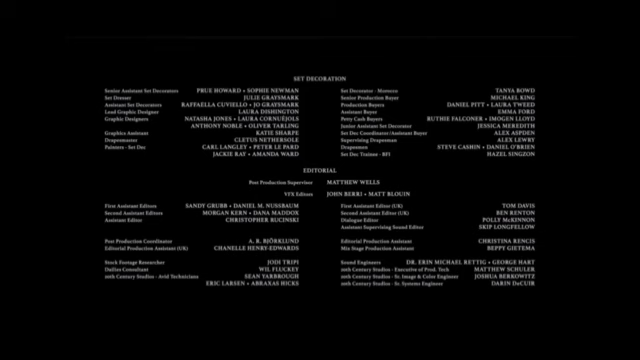 SET DECORATION
Senior Assistant Set Decorators PRUE HOWARD • SOPHIE NEWMAN
Set Dresser JULIE GRAYSMARK
Assistant Set Decorators RAFFAELLA CUVIELLO • JO GRAYSMARK
Lead Graphic Designer LAURA DISHINGTON
Graphic Designers NATASHA JONES • LAURA CORNUÉJOLS
ANTHONY NOBLE • OLIVER TARLING
Graphics Assistant KATIE SHARPE
Drapesmaster CLETUS NETHERSOLE
Painters - Set Dec CARL LANGLEY • PETER LE PARD
JACKIE RAY • AMANDA WARD
Set Decorator - Morocco TANYA BOWD
Senior Production Buyer MICHAEL KING
Production Buyers DANIEL PITT • LAURA TWEED
Assistant Buyer EMMA FORD
Petty Cash Buyers RUTHIE FALCONER • IMOGEN LLOYD
Junior Assistant Set Decorator JESSICA MEREDITH
Set Dec Coordinator/Assistant Buyer ALEX ASPDEN
Supervising Drapesman ALEX LEWRY
Drapesmen STEVE CASHIN • DANIEL O'BRIEN
Set Dec Trainee - BFI HAZEL SINGZON
EDITORIAL
Post Production Supervisor MATTHEW WELLS
VFX Editors JOHN BERRI • MATT BLOUIN
First Assistant Editors SANDY GRUBB • DANIEL M. NUSSBAUM
Second Assistant Editors MORGAN KERN • DANA MADDOX
Assistant Editor CHRISTOPHER RUCINSKI
First Assistant Editor (UK) TOM DAVIS
Second Assistant Editor (UK) BEN RENTON
Dialogue Editor POLLY McKINNON
Assistant Supervising Sound Editor SKIP LONGFELLOW
Post Production Coordinator A. B. BJÖRKLUND
Editorial Production Assistant (UK) CHANELLE HENRY-EDWARDS
Editorial Production Assistant CHRISTINA RENCIS
Mix Stage Production Assistant BEPPY GIETEMA
Stock Footage Researcher JODI TRIPI
Dailies Consultant WIL FLUCKEY
20th Century Studios - Avid Technicians SEAN YARBROUGH
ERIC LARSEN • ABRAXAS HICKS
Sound Engineers DR. ERIN MICHAEL RETTIG • GEORGE HART
20th Century Studios - Executive of Prod. Tech MATTHEW SCHULER
20th Century Studios - Sr. Image & Color Engineer JOSHUA BERKOWITZ
20th Century Studios - Sr. Systems Engineer DARIN DeCUIR